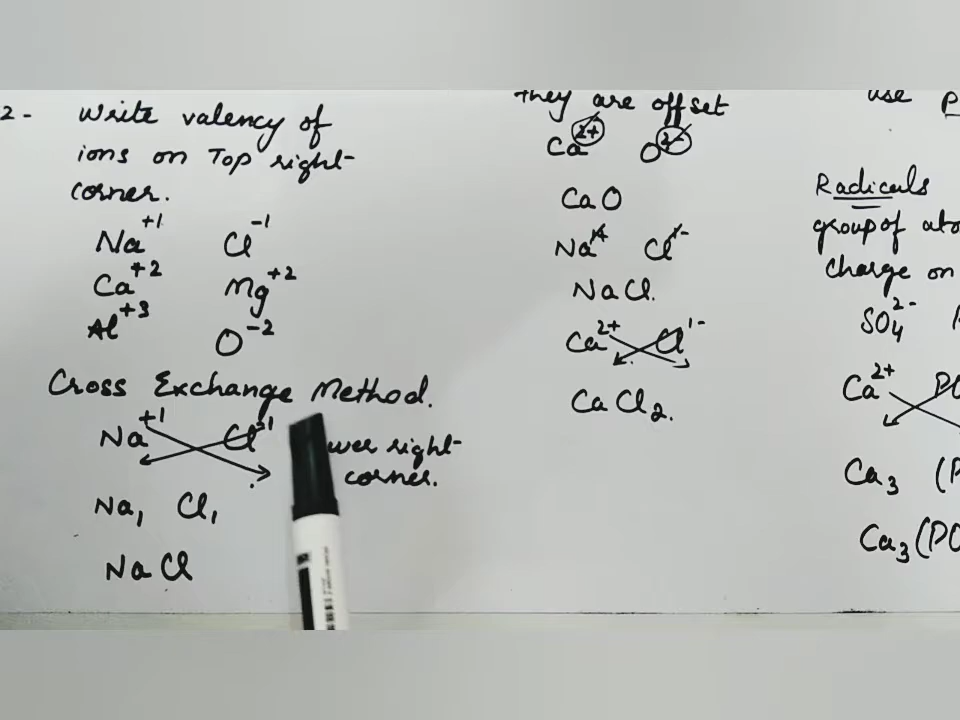 2- Write valency of
ions on Top right-
corner.
Na⁺¹ Cl⁻¹
Ca⁺² Mg⁺²
Al⁺³ O⁻²
Cross Exchange Method.
Na⁺¹ Cl⁻¹ right-
corner.
Na₁ Cl₁
NaCl
they are offset
Ca²⁺ O²⁻
CaO
Na¹⁺ Cl¹⁻
NaCl.
Ca²⁺ Cl¹⁻
CaCl₂.
use
Radicals
group of
charge on
SO₄²⁻
Ca²⁺
Ca₃
Ca₃(PO